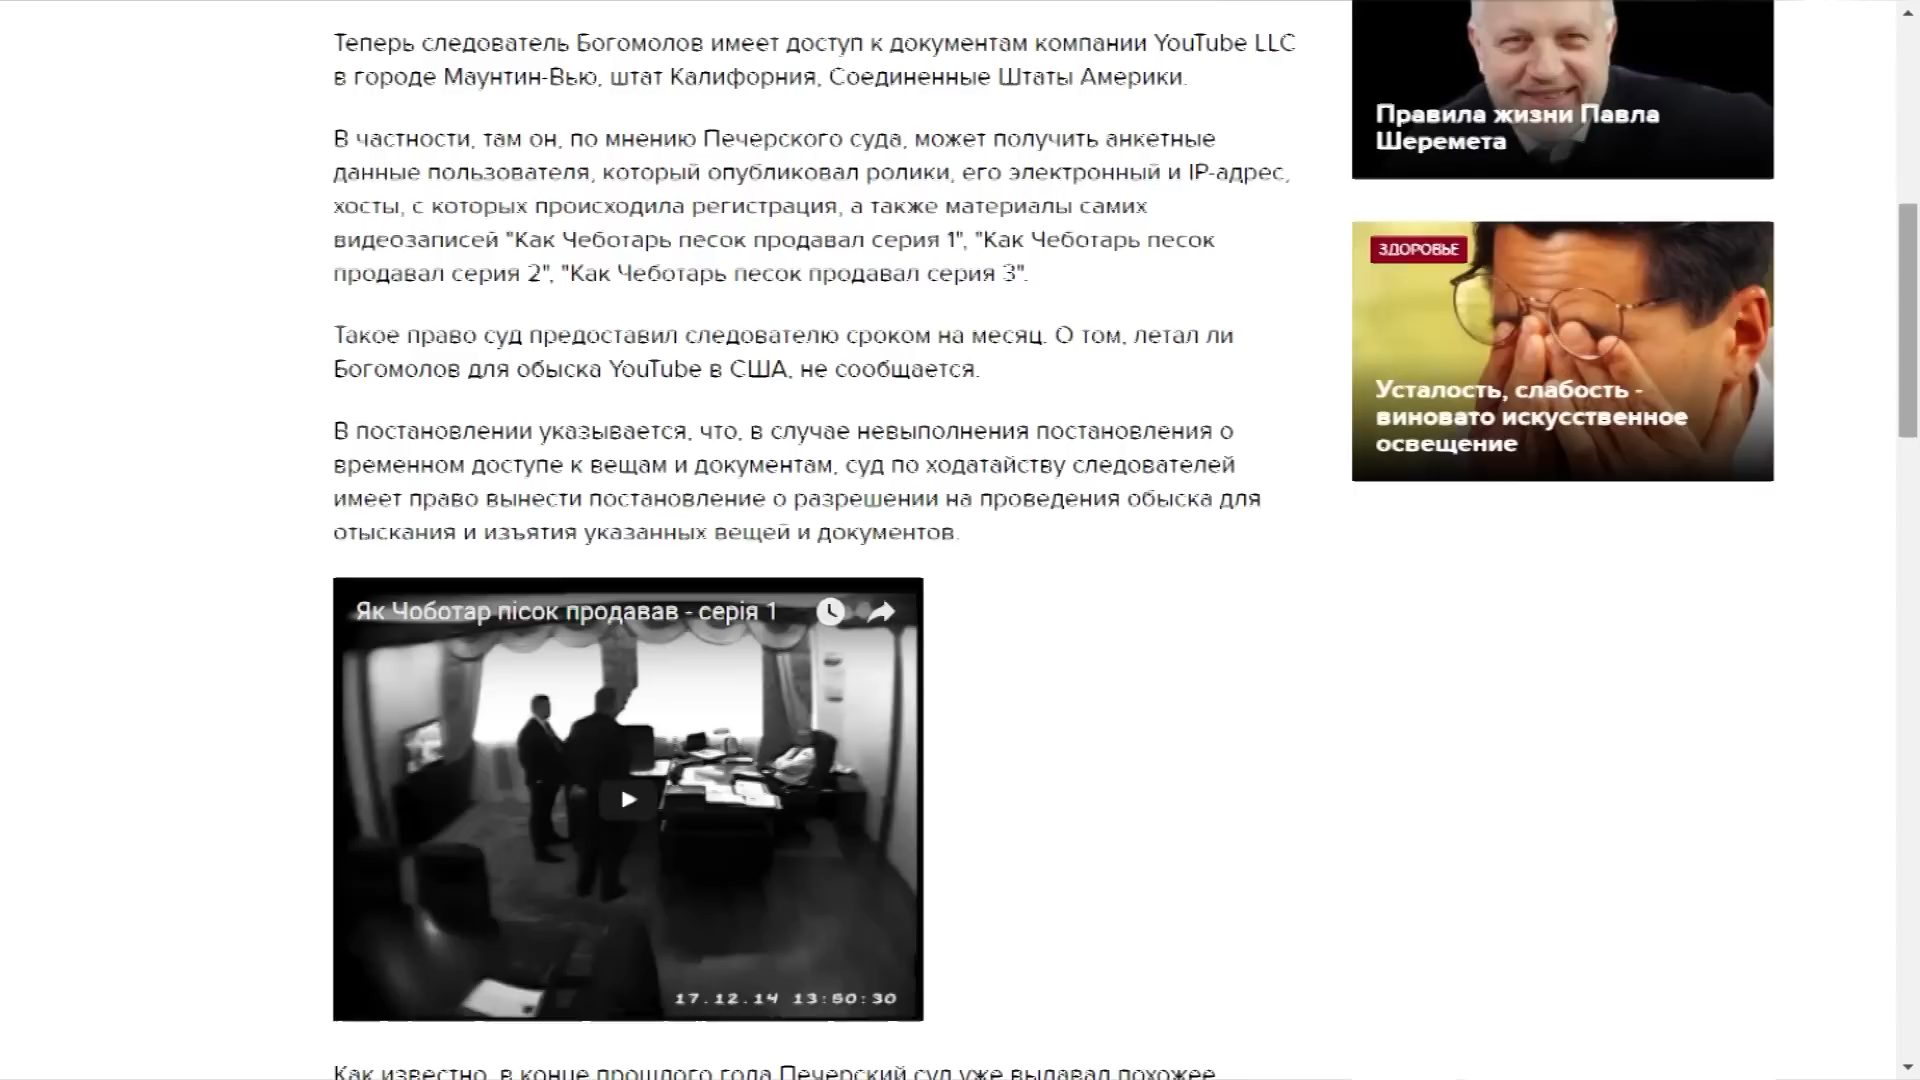 Теперь следователь Богомолов имеет доступ к документам компании YouTube LLC
в городе Маунтин-Вью, штат Калифорния, Соединенные Штаты Америки.
В частности, там он, по мнению Печерского суда, может получить анкетные
данные пользователя, который опубликовал ролики, его электронный и IP-адрес,
хосты, с которых происходила регистрация, а также материалы самих
видеозаписей "Как Чеботарь песок продавал серия 1", "Как Чеботарь песок
продавал серия 2", "Как Чеботарь песок продавал серия 3".
Такое право суд предоставил следователю сроком на месяц. О том, летал ли
Богомолов для обыска YouTube в США, не сообщается.
В постановлении указывается, что, в случае невыполнения постановления о
временном доступе к вещам и документам, суд по ходатайству следователей
имеет право вынести постановление о разрешении на проведения обыска для
отыскания и изъятия указанных вещей и документов.
Як Чоботар пісок продавав - серія 1
17.12.14 13:50:30
Как известно, в конце прошлого года Печерский суд уже выдавал похожее
Правила жизни Павла
Шеремета
ЗДОРОВЬЕ
Усталость, слабость -
виновато искусственное
освещение